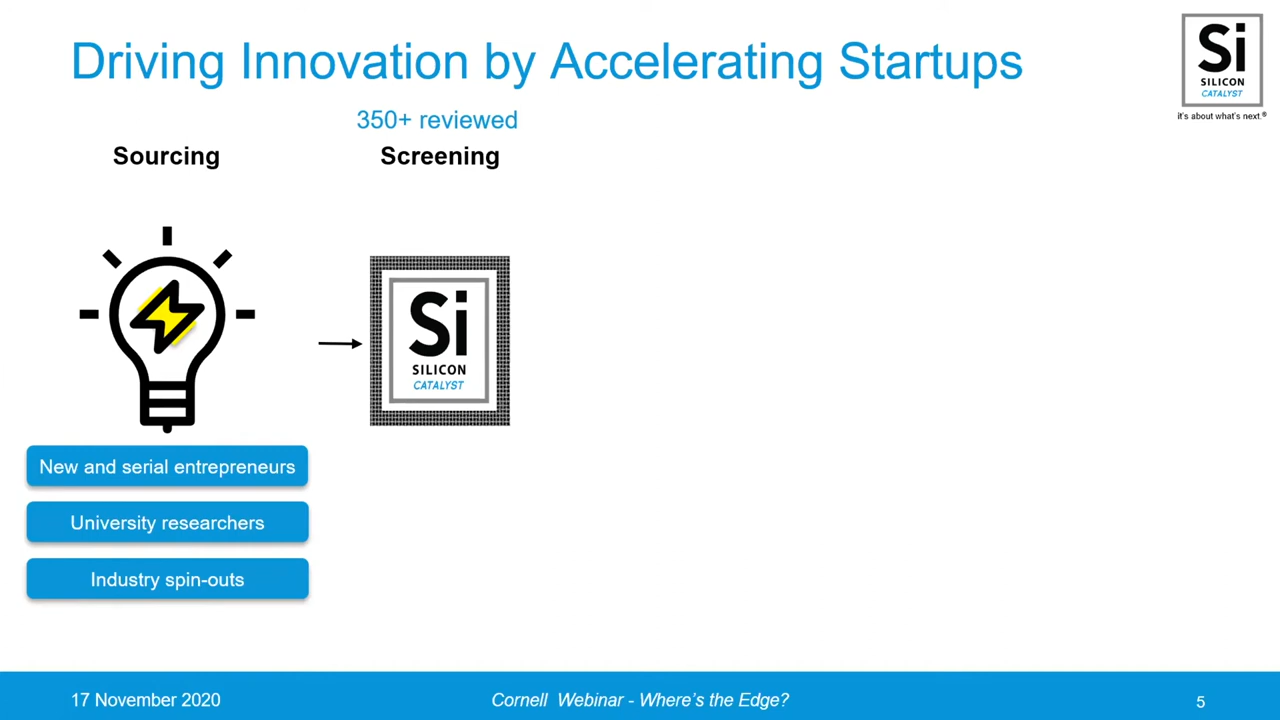 Driving Innovation by Accelerating Startups
Si
SILICON
CATALYST
it's about what's next.®
350+ reviewed
Sourcing
Screening
Si
SILICON
CATALYST
New and serial entrepreneurs
University researchers
Industry spin-outs
17 November 2020
Cornell Webinar - Where's the Edge?
5